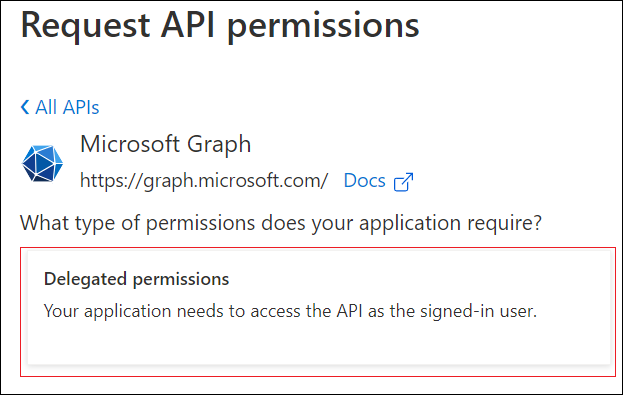 Request API permissions
All APIs
Microsoft Graph
https://graph.microsoft.com/ Docs
What type of permissions does your application require?
Delegated permissions
Your application needs to access the API as the signed-in user.